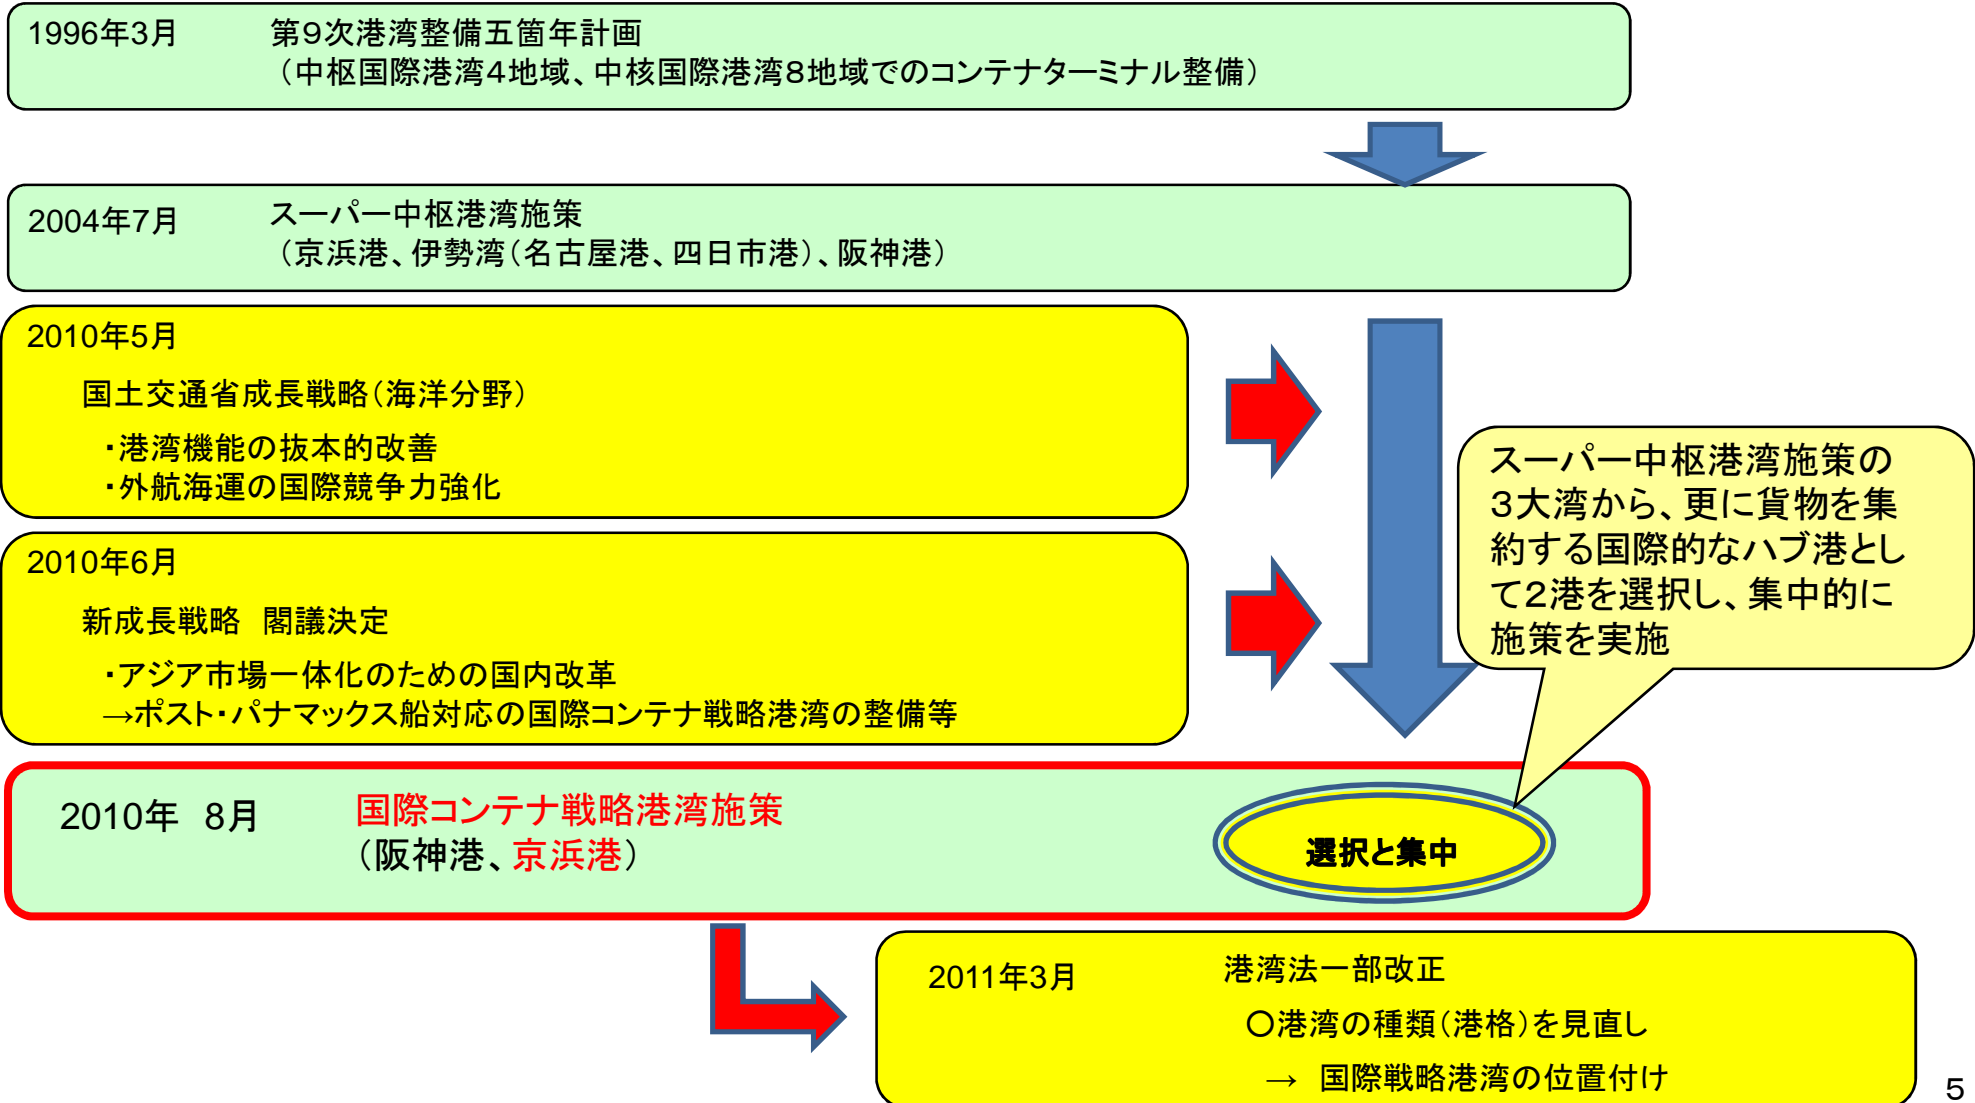 1996年3月　第9次港湾整備五箇年計画
（中枢国際港湾4地域、中核国際港湾8地域でのコンテナターミナル整備）
2004年7月　スーパー中枢港湾施策
（京浜港、伊勢湾（名古屋港、四日市港）、阪神港）
2010年5月
国土交通省成長戦略（海洋分野）
・港湾機能の抜本的改善
・外航海運の国際競争力強化
2010年6月
新成長戦略　閣議決定
・アジア市場一体化のための国内改革
→ポスト・パナマックス船対応の国際コンテナ戦略港湾の整備等
スーパー中枢港湾施策の
3大湾から、更に貨物を集
約する国際的なハブ港とし
て2港を選択し、集中的に
施策を実施
2010年 8月　国際コンテナ戦略港湾施策
（阪神港、京浜港）
選択と集中
2011年3月　港湾法一部改正
○港湾の種類（港格）を見直し
→ 国際戦略港湾の位置付け
5